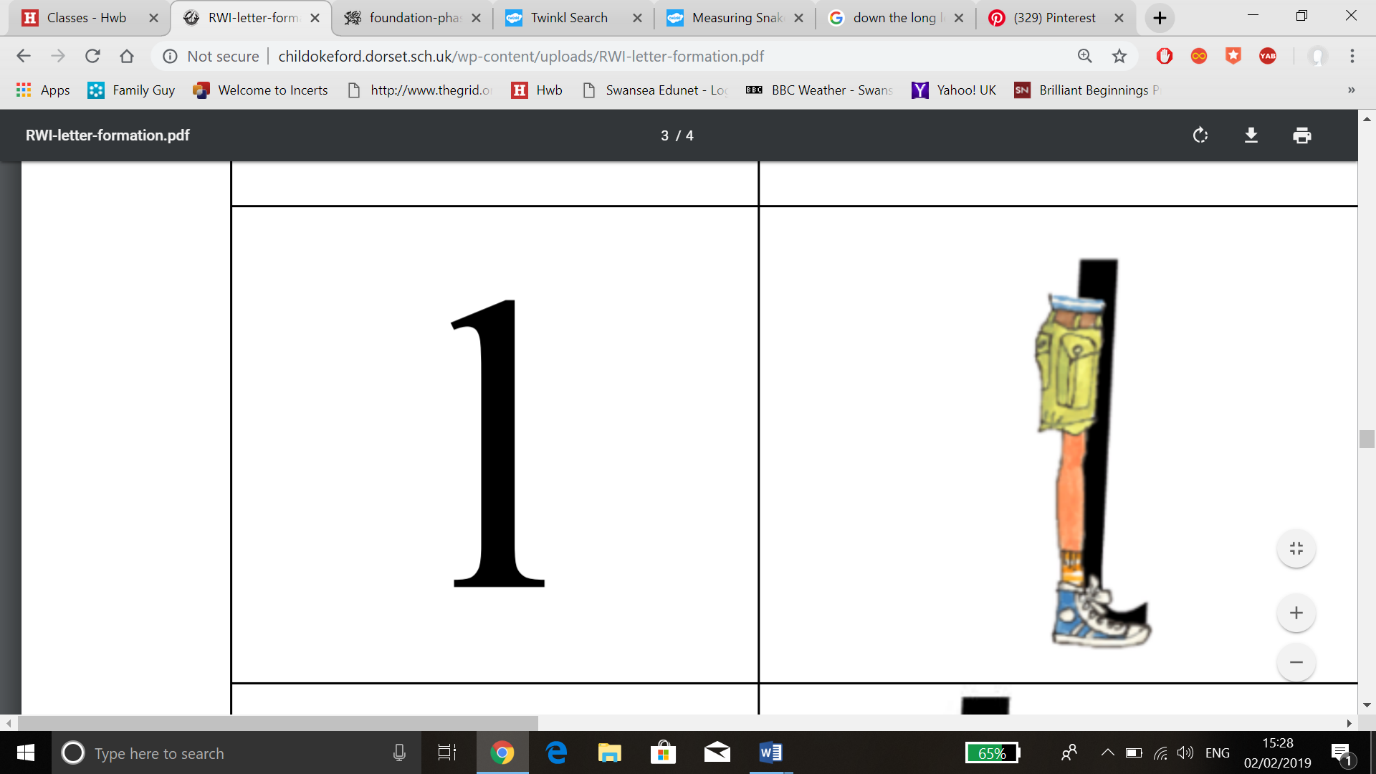 Classes - Hwb RWI-letter-form foundation-pha Twinkl Search Measuring Snak down the long l (329) Pinterest
Not secure | childokeford.dorset.sch.uk/wp-content/uploads/RWI-letter-formation.pdf
Apps Family Guy Welcome to Incerts http://www.thegrid.o Hwb Swansea Edunet - Lo BBC BBC Weather - Swans Yahoo! UK SN Brilliant Beginnings P »
RWI-letter-formation.pdf 3 / 4
l
Type here to search 65% ENG 15:28
02/02/2019 1